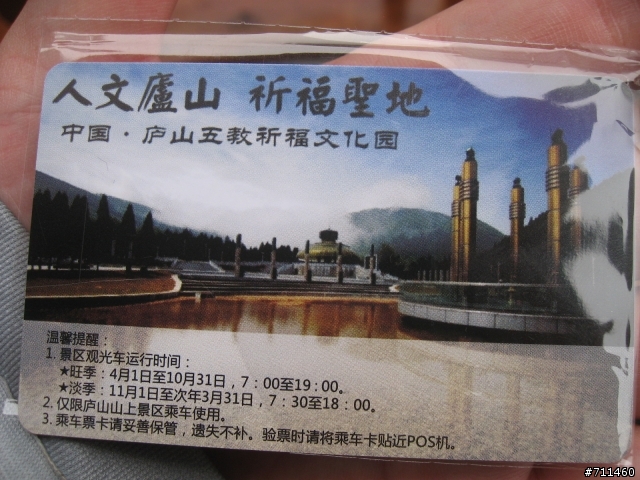 人文廬山 祈福聖地
中国·庐山五教祈福文化园
温馨提醒：
1. 景区观光车运行时间：
★旺季：4月1日至10月31日，7：00至19：00。
★淡季：11月1日至次年3月31日，7：30至18：00。
2. 仅限庐山山上景区乘车使用。
3. 乘车票卡请妥善保管，遗失不补。验票时请将乘车卡贴近POS机。
#711460